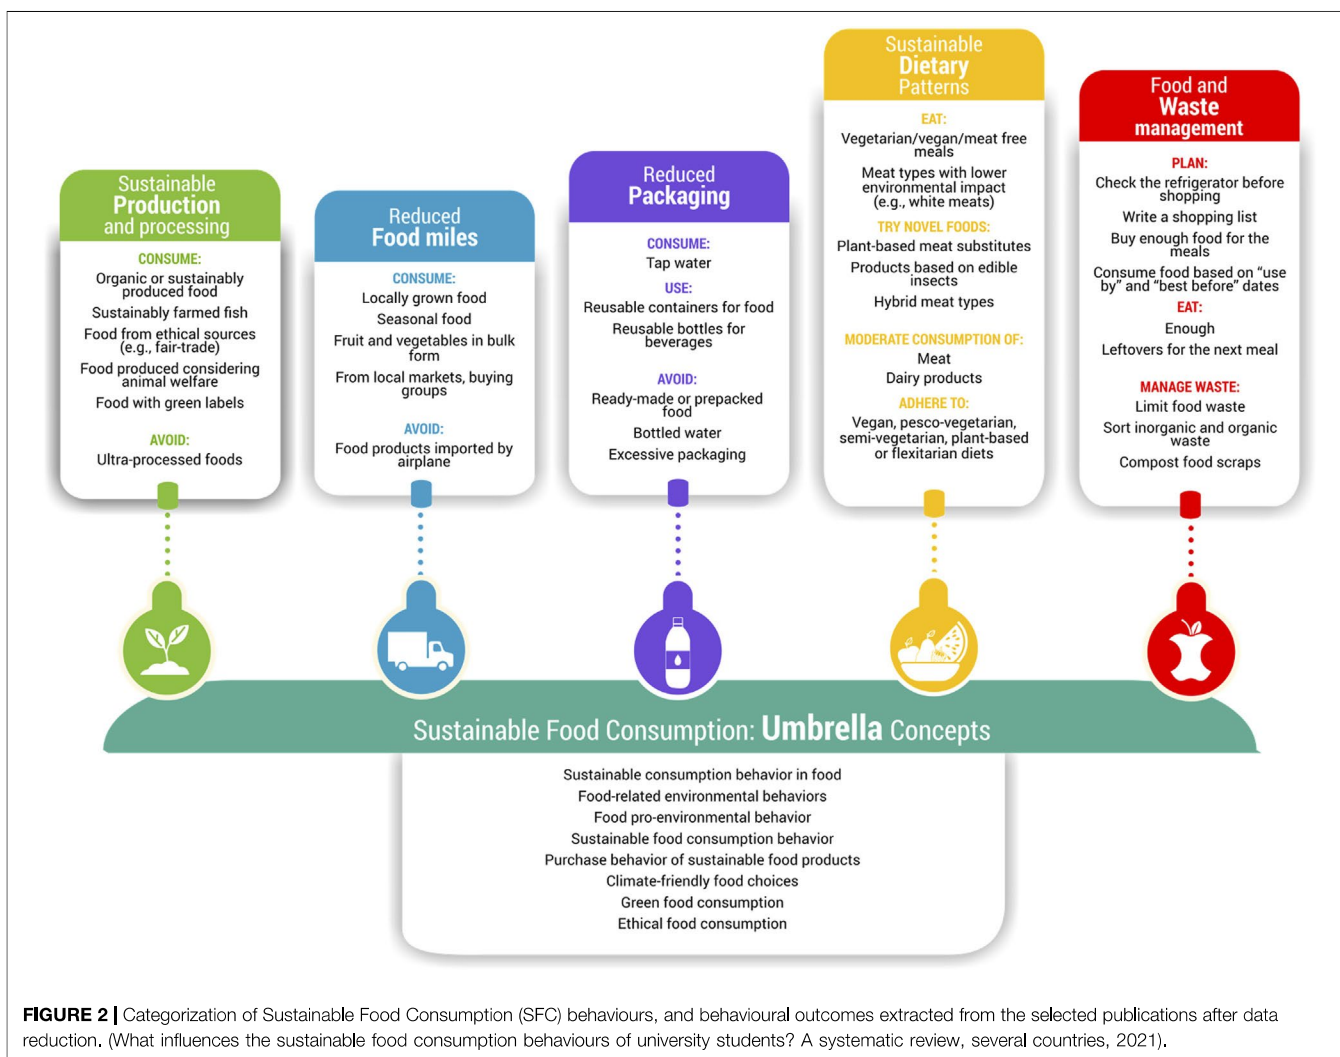 Sustainable
Production
and processing
CONSUME:
Organic or sustainably
produced food
Sustainably farmed fish
Food from ethical sources
(e.g., fair-trade)
Food produced considering
animal welfare
Food with green labels
AVOID:
Ultra-processed foods
Reduced
Food miles
CONSUME:
Locally grown food
Seasonal food
Fruit and vegetables in bulk
form
From local markets, buying
groups
AVOID:
Food products imported by
airplane
Reduced
Packaging
CONSUME:
Tap water
USE:
Reusable containers for food
Reusable bottles for
beverages
AVOID:
Ready-made or prepacked
food
Bottled water
Excessive packaging
Sustainable
Dietary
Patterns
EAT:
Vegetarian/vegan/meat free
meals
Meat types with lower
environmental impact
(e.g., white meats)
TRY NOVEL FOODS:
Plant-based meat substitutes
Products based on edible
insects
Hybrid meat types
MODERATE CONSUMPTION OF:
Meat
Dairy products
ADHERE TO:
Vegan, pesco-vegetarian,
semi-vegetarian, plant-based
or flexitarian diets
Food and
Waste
management
PLAN:
Check the refrigerator before
shopping
Write a shopping list
Buy enough food for the
meals
Consume food based on “use
by” and “best before” dates
EAT:
Enough
Leftovers for the next meal
MANAGE WASTE:
Limit food waste
Sort inorganic and organic
waste
Compost food scraps
Sustainable Food Consumption: Umbrella Concepts
Sustainable consumption behavior in food
Food-related environmental behaviors
Food pro-environmental behavior
Sustainable food consumption behavior
Purchase behavior of sustainable food products
Climate-friendly food choices
Green food consumption
Ethical food consumption
FIGURE 2 | Categorization of Sustainable Food Consumption (SFC) behaviours, and behavioural outcomes extracted from the selected publications after data
reduction. (What influences the sustainable food consumption behaviours of university students? A systematic review, several countries, 2021).